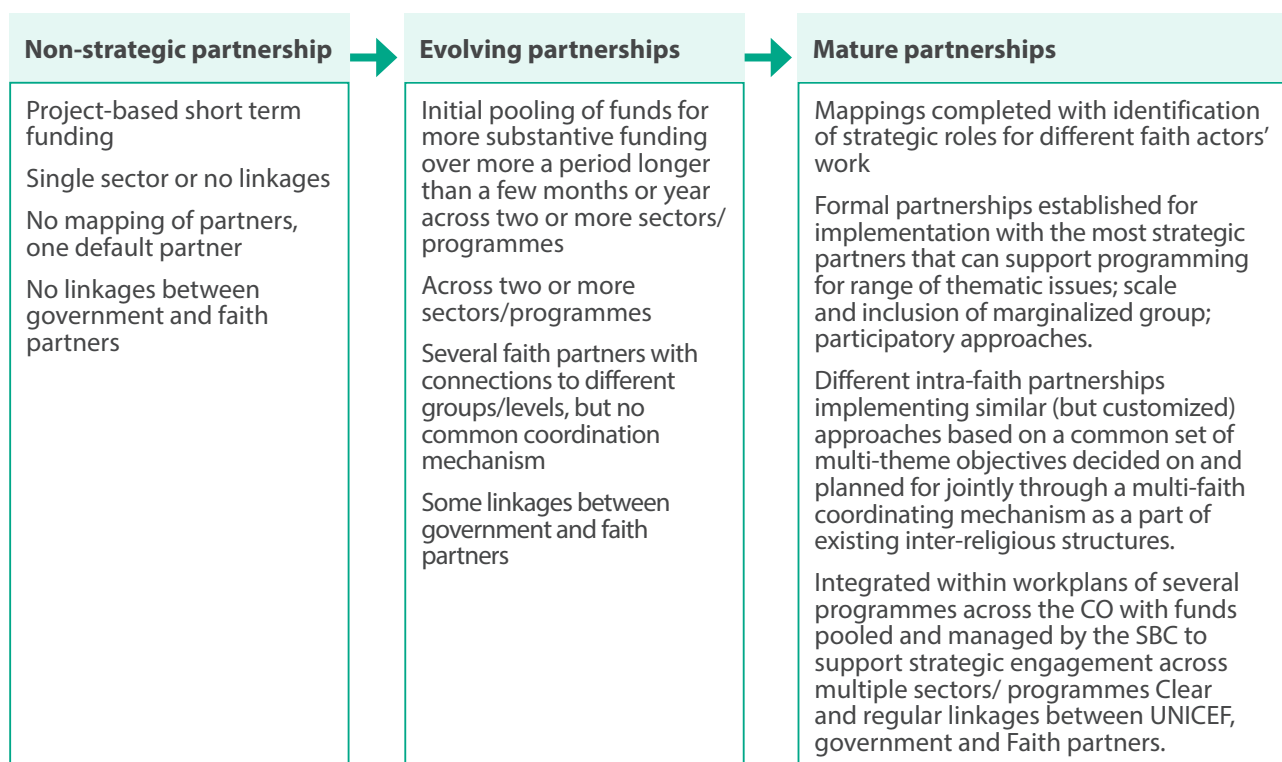 Non-strategic partnership
Project-based short term
funding
Single sector or no linkages
No mapping of partners,
one default partner
No linkages between
government and faith
partners
Evolving partnerships
Initial pooling of funds for
more substantive funding
over more a period longer
than a few months or year
across two or more sectors/
programmes
Across two or more
sectors/programmes
Several faith partners with
connections to different
groups/levels, but no
common coordination
mechanism
Some linkages between
government and faith
partners
Mature partnerships
Mappings completed with identification
of strategic roles for different faith actors’
work
Formal partnerships established for
implementation with the most strategic
partners that can support programming
for range of thematic issues; scale
and inclusion of marginalized group;
participatory approaches.
Different intra-faith partnerships
implementing similar (but customized)
approaches based on a common set of
multi-theme objectives decided on and
planned for jointly through a multi-faith
coordinating mechanism as a part of
existing inter-religious structures.
Integrated within workplans of several
programmes across the CO with funds
pooled and managed by the SBC to
support strategic engagement across
multiple sectors/ programmes Clear
and regular linkages between UNICEF,
government and Faith partners.